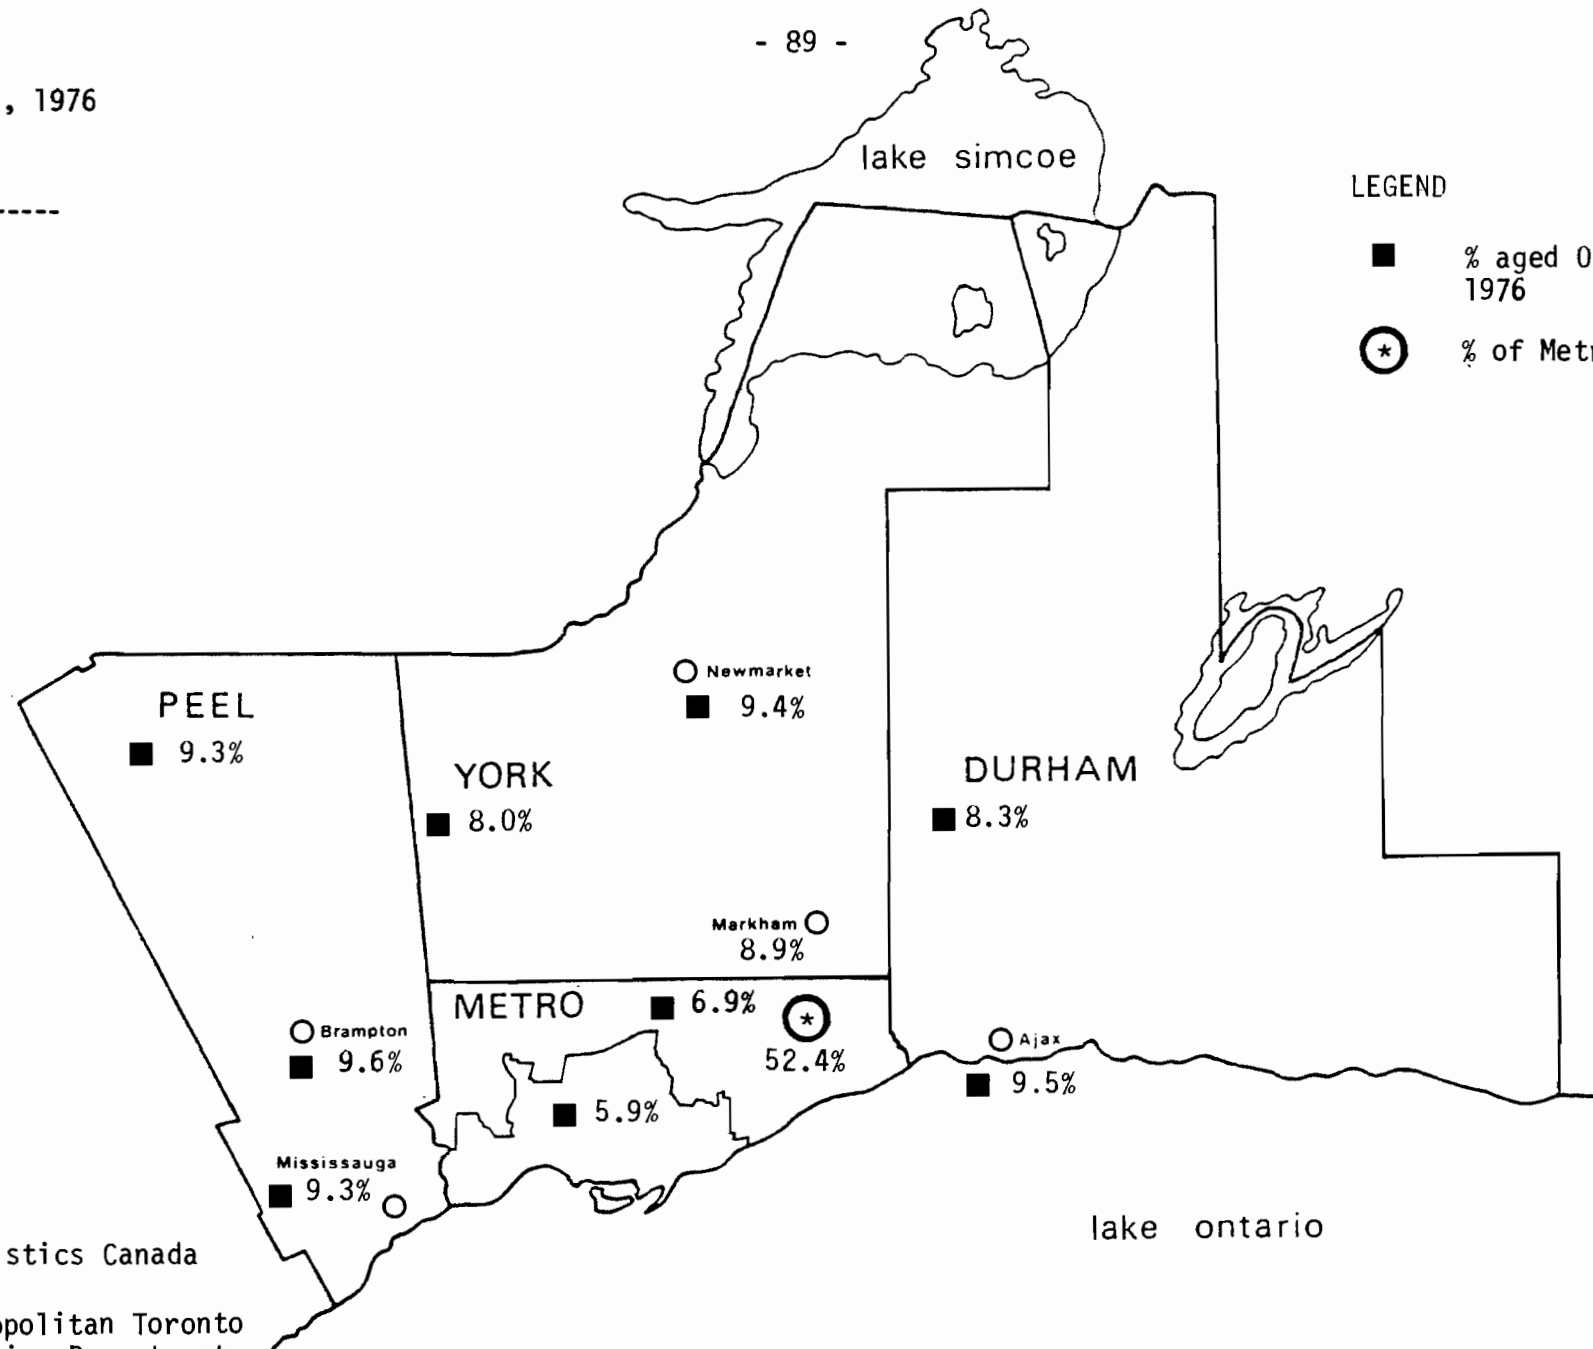 - 89 -
, 1976
-----
lake simcoe
LEGEND
■ % aged
1976
(*) % of
Newmarket
■ 9.4%
PEEL
■ 9.3%
YORK
■ 8.0%
DURHAM
■ 8.3%
Markham
8.9%
METRO
■ 6.9%
*
52.4%
Brampton
■ 9.6%
Ajax
■ 9.5%
■ 5.9%
Mississauga
■ 9.3%
lake ontario
stics Canada
politan Toronto